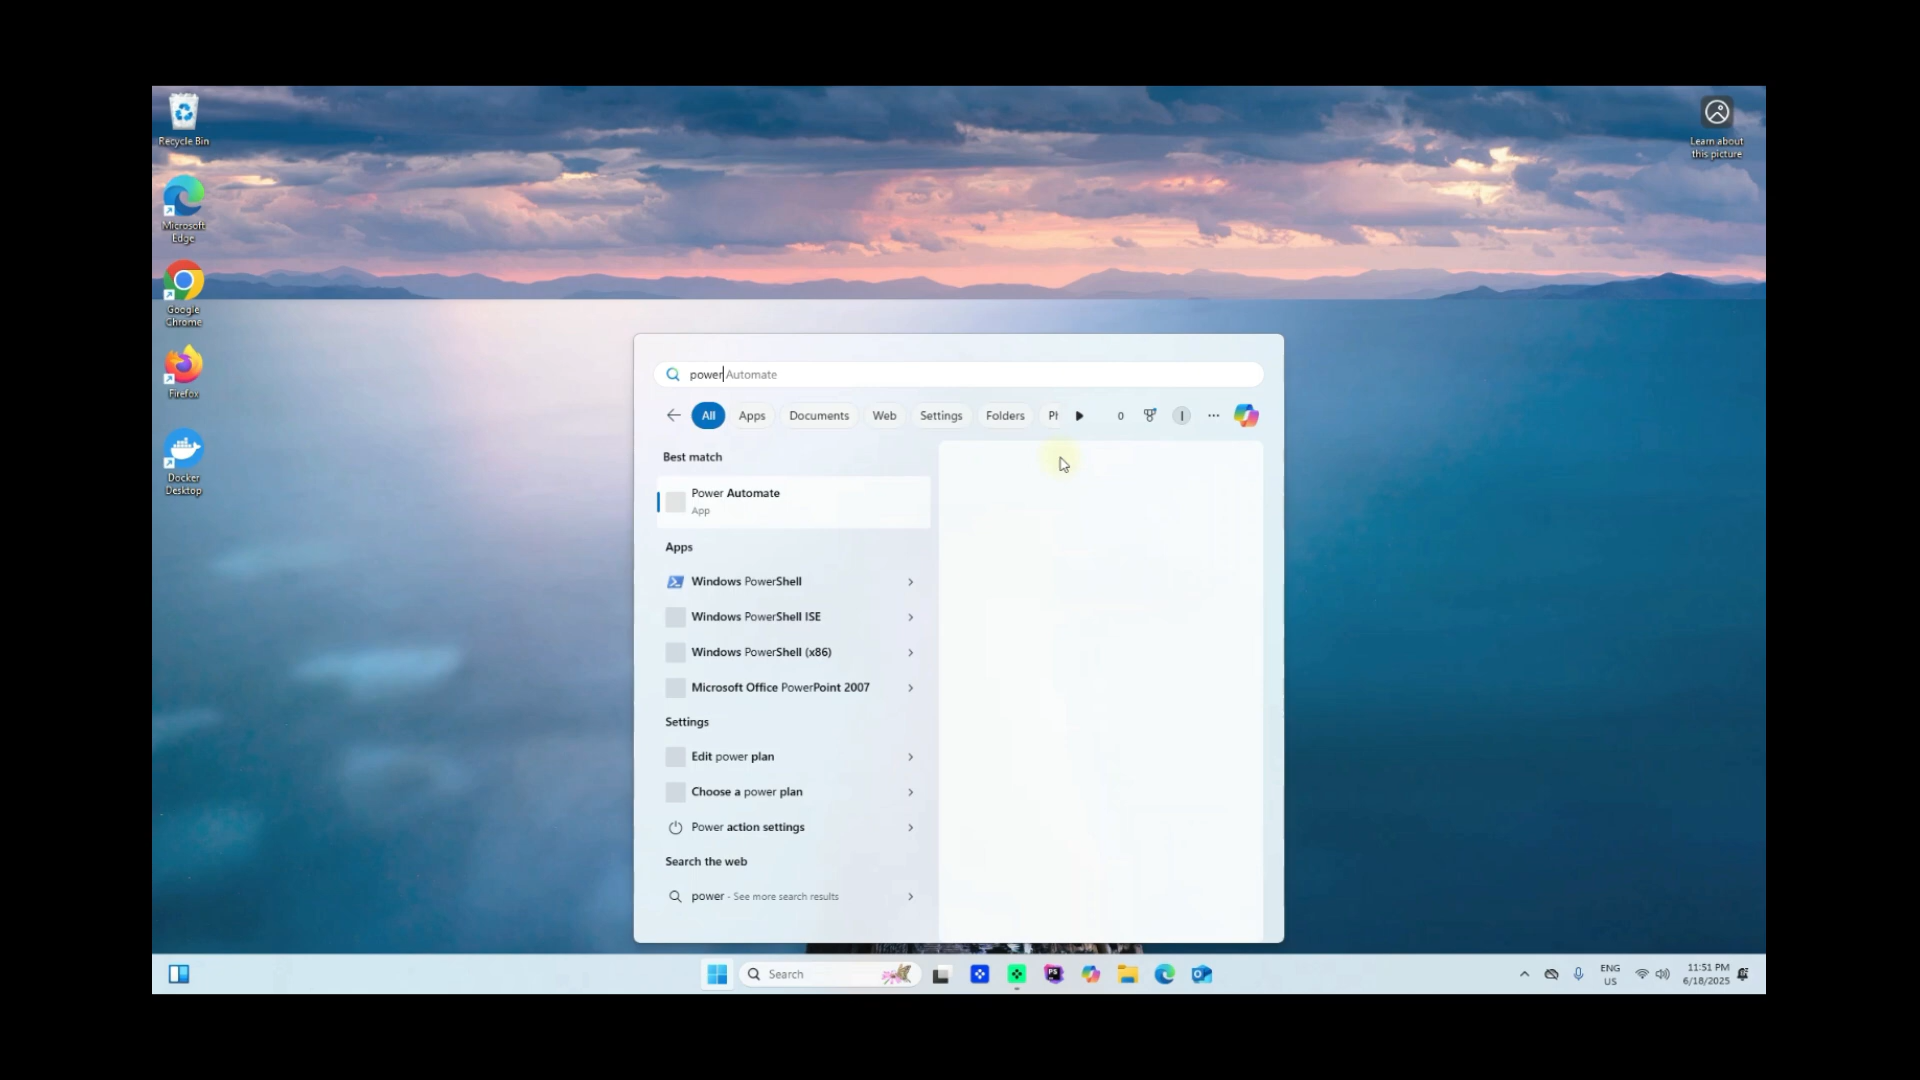 Recycle Bin
Microsoft
Edge
Google
Chrome
Firefox
Docker
Desktop
Learn about
this picture
power Automate
All
Apps
Documents
Web
Settings
Folders
0
I
Best match
Power Automate
App
Apps
Windows PowerShell
Windows PowerShell ISE
Windows PowerShell (x86)
Microsoft Office PowerPoint 2007
Settings
Edit power plan
Choose a power plan
Power action settings
Search the web
power - See more search results
Search
PS
ENG
US
11:51 PM
6/18/2025